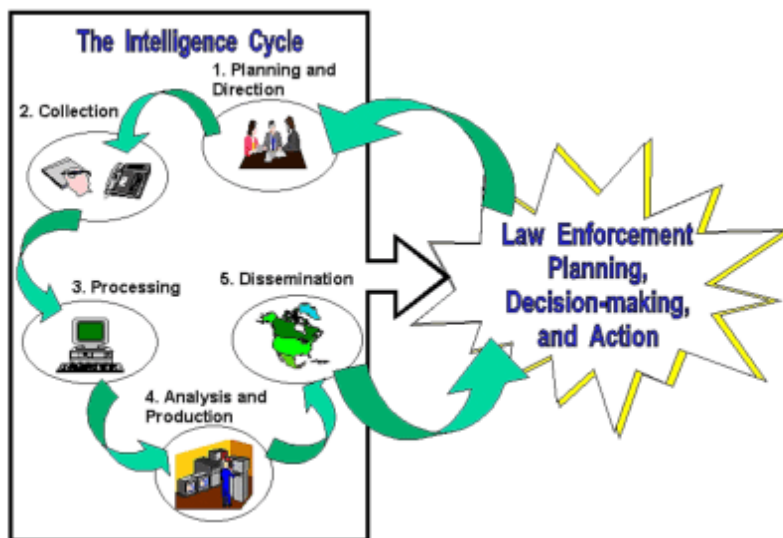 The Intelligence Cycle
1. Planning and
Direction
2. Collection
3. Processing
4. Analysis and
Production
5. Dissemination
Law Enforcement
Planning,
Decision-making,
and Action